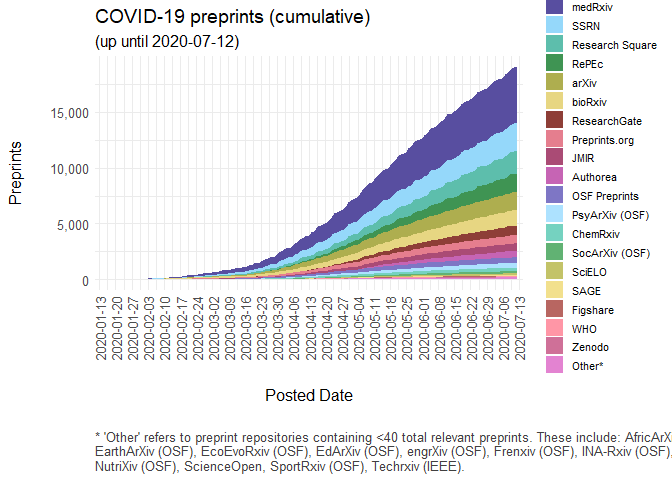 COVID-19 preprints (cumulative)
(up until 2020-07-12)
Preprints
15,000
10,000
5,000
0
2020-01-13
2020-01-20
2020-01-27
2020-02-03
2020-02-10
2020-02-17
2020-02-24
2020-03-02
2020-03-09
2020-03-16
2020-03-23
2020-03-30
2020-04-06
2020-04-13
2020-04-20
2020-04-27
2020-05-04
2020-05-11
2020-05-18
2020-05-25
2020-06-01
2020-06-08
2020-06-15
2020-06-22
2020-06-29
2020-07-06
2020-07-13
Posted Date
medRxiv
SSRN
Research Square
RePEc
arXiv
bioRxiv
ResearchGate
Preprints.org
JMIR
Authorea
OSF Preprints
PsyArXiv (OSF)
ChemRxiv
SocArXiv (OSF)
SciELO
SAGE
Figshare
WHO
Zenodo
Other*
* 'Other' refers to preprint repositories containing <40 total relevant preprints. These include: AfricArXi
EarthArXiv (OSF), EcoEvoRxiv (OSF), EdArXiv (OSF), engrXiv (OSF), Frenxiv (OSF), INA-Rxiv (OSF),
NutriXiv (OSF), ScienceOpen, SportRxiv (OSF), Techrxiv (IEEE).